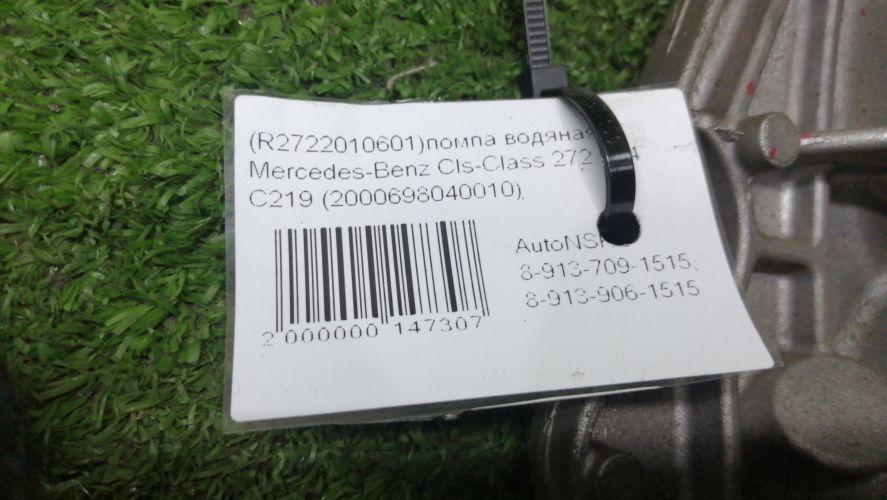 (R2722010601)помпа водяная
Mercedes-Benz Cls-Class 272
C219 (2000698040010),
AutoNS
8-913-709-1515,
8-913-906-1515
2 000000 147307